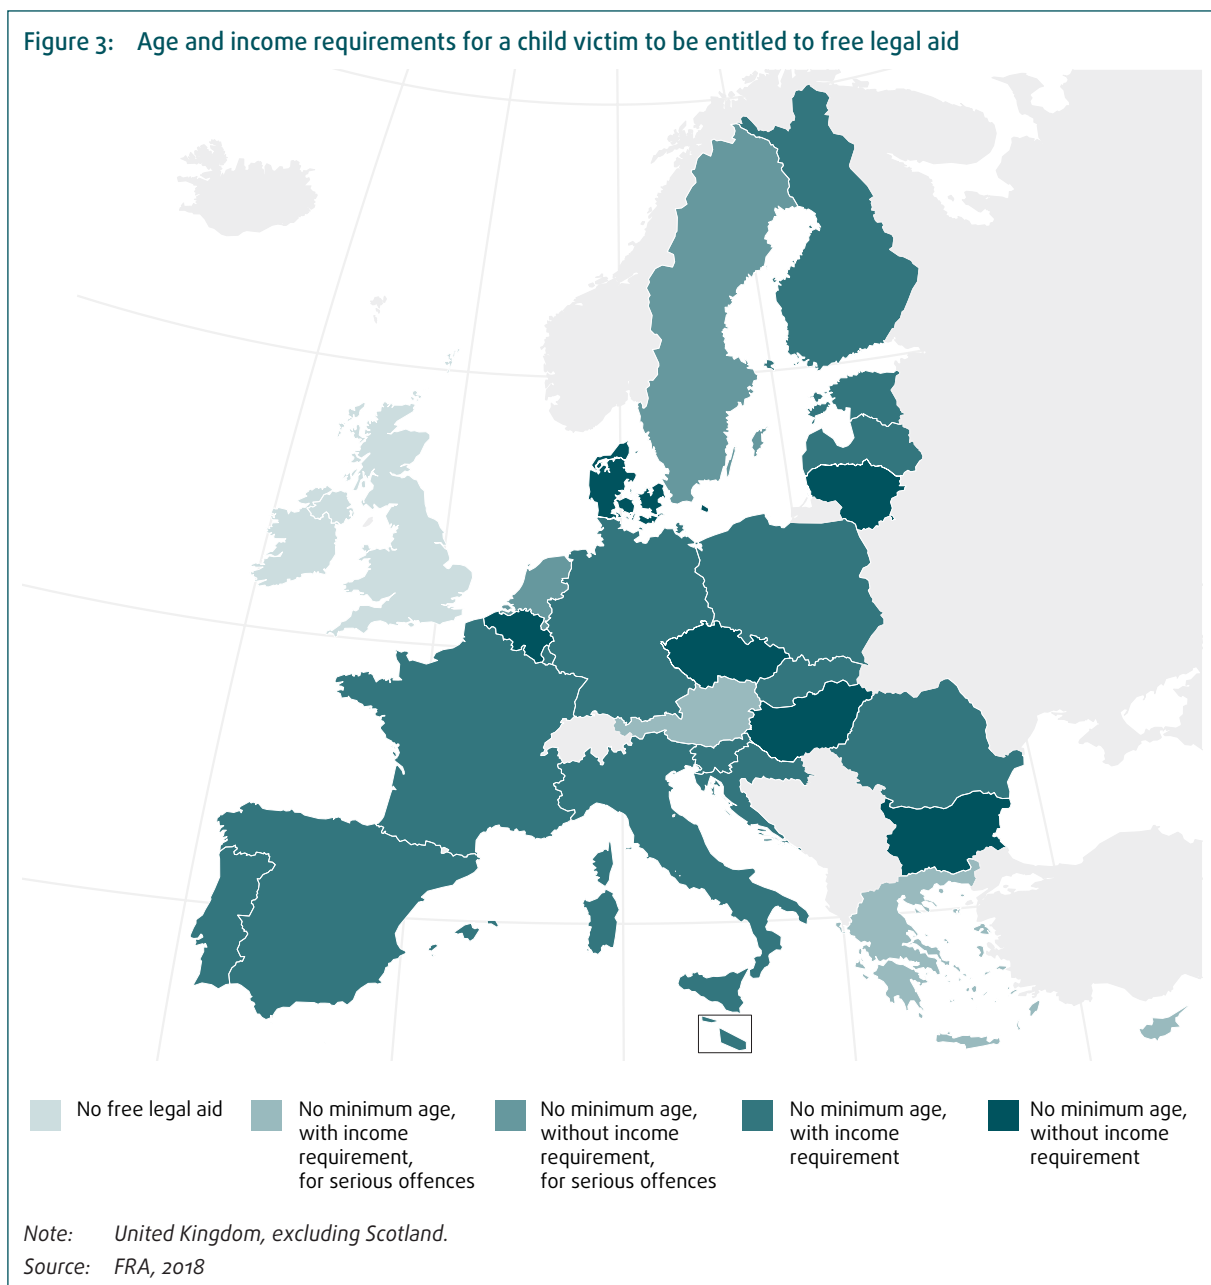 Figure 3: Age and income requirements for a child victim to be entitled to free legal aid
No free legal aid
No minimum age,
with income
requirement,
for serious offences
No minimum age,
without income
requirement,
for serious offences
No minimum age,
with income
requirement
No minimum age,
without income
requirement
Note: United Kingdom, excluding Scotland.
Source: FRA, 2018